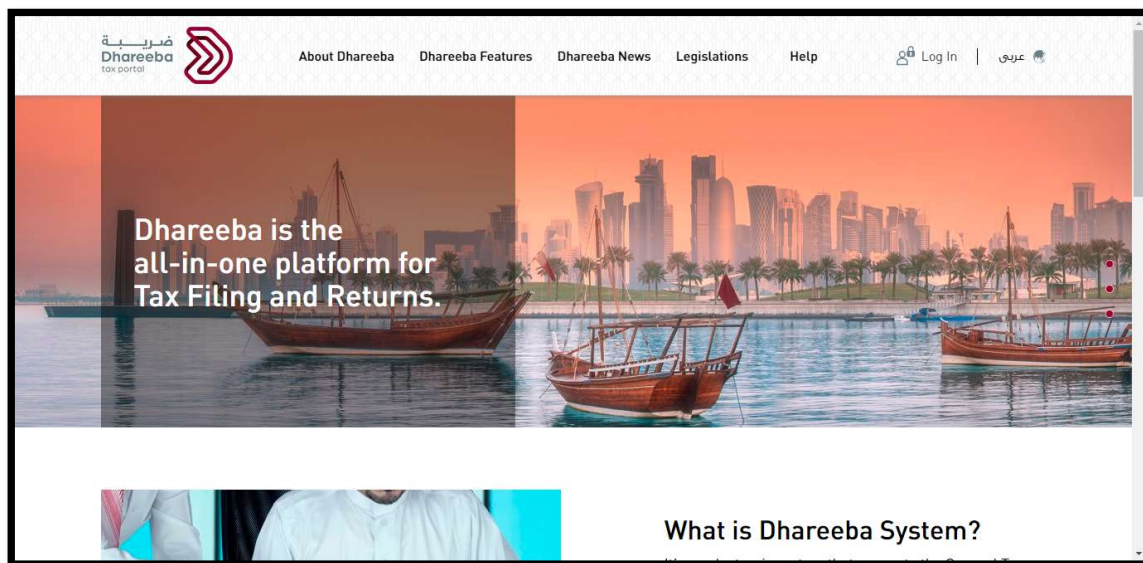 ضريبة
Dhareeba
tax portal
About Dhareeba
Dhareeba Features
Dhareeba News
Legislations
Help
Log In
عربي
Dhareeba is the
all-in-one platform for
Tax Filing and Returns.
What is Dhareeba System?